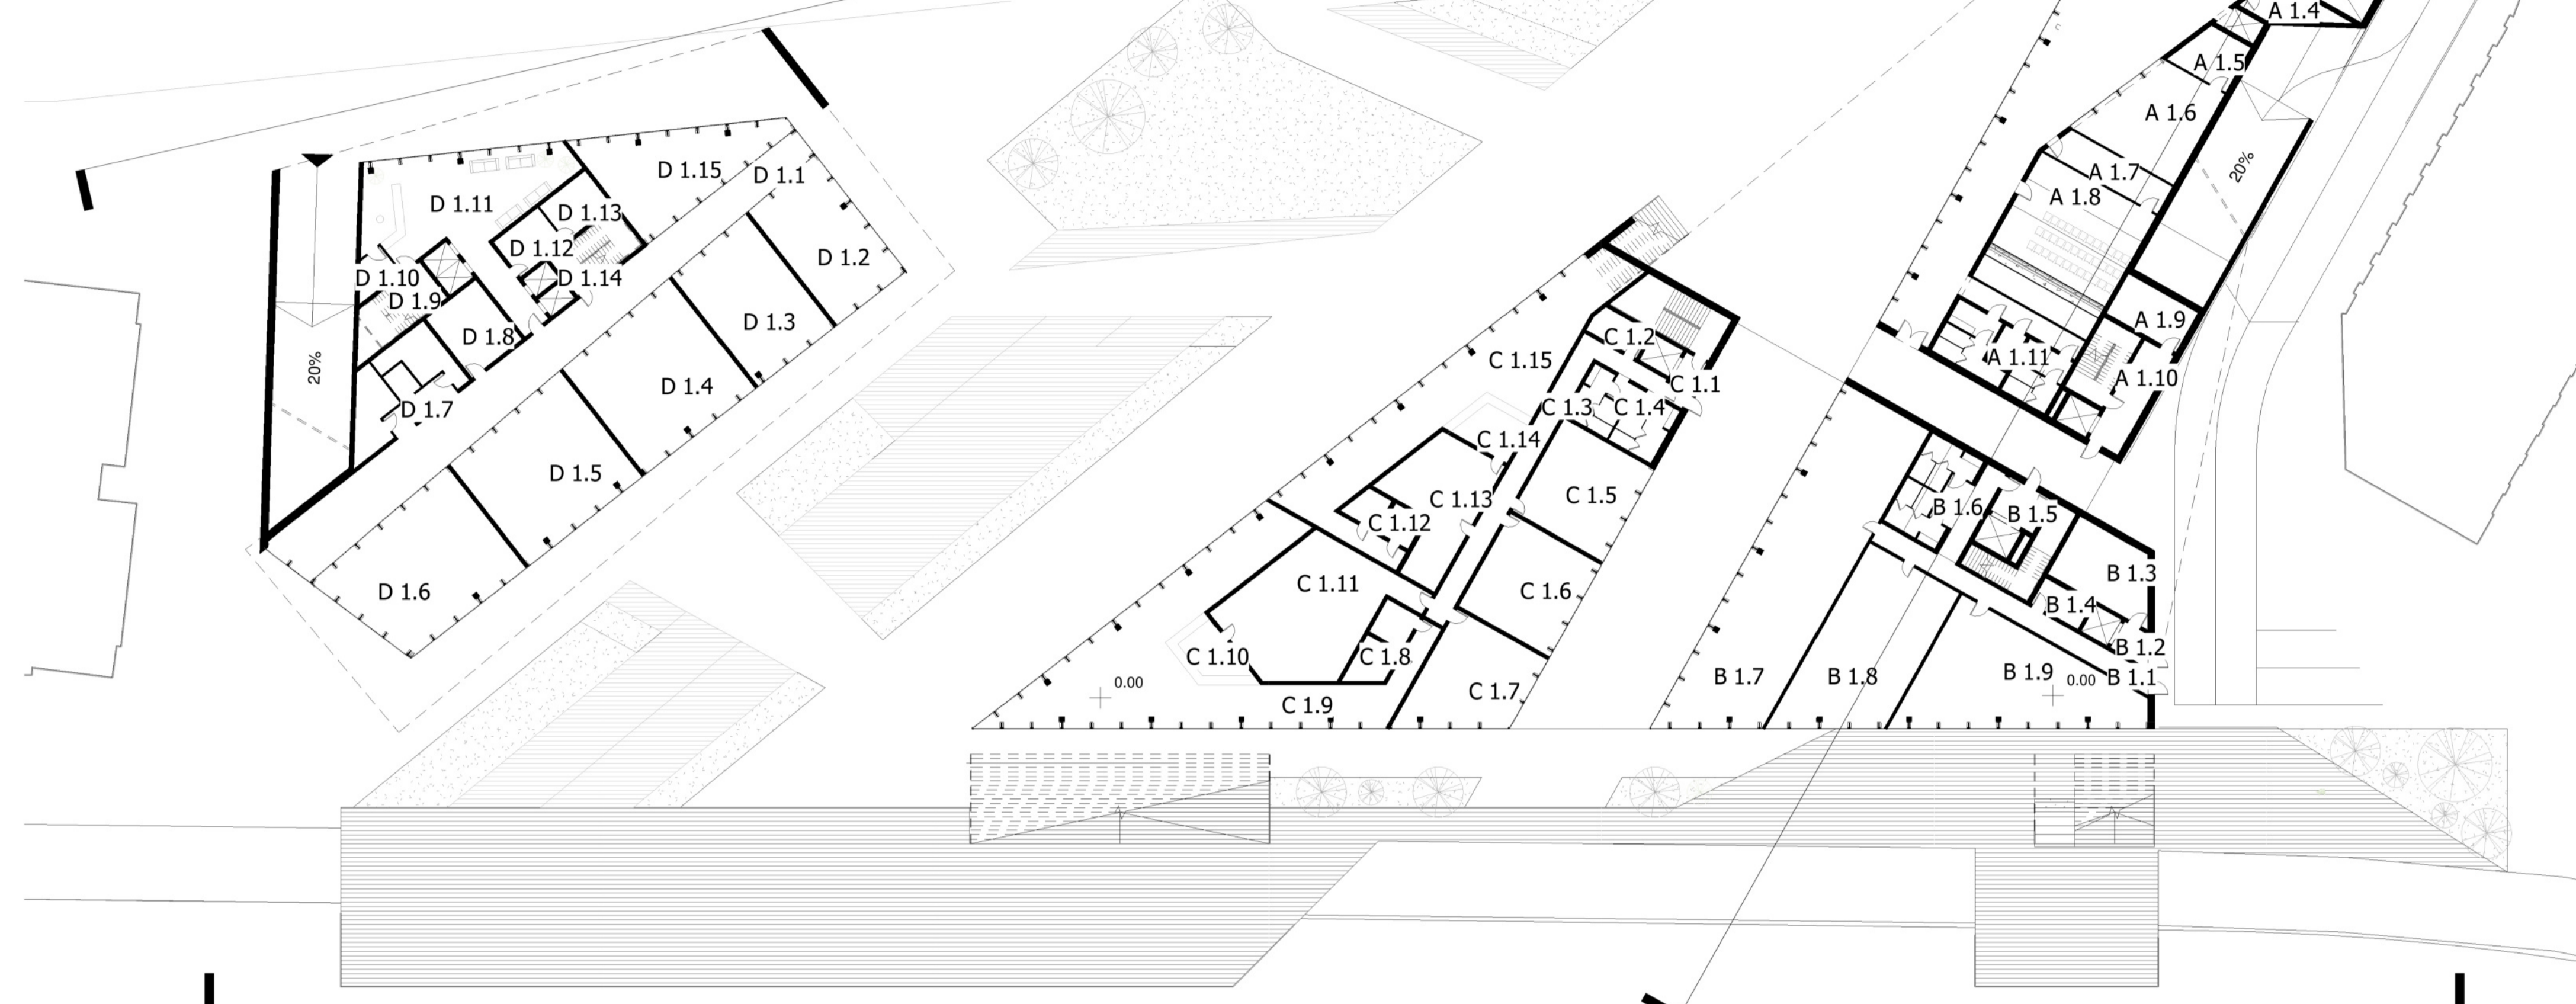 A 1.4
A 1.5
A 1.6
20%
A 1.7
A 1.8
A 1.9
A 1.10
A 1.11
D 1.15
D 1.1
D 1.11
D 1.13
D 1.12
D 1.2
D 1.10
D 1.14
D 1.9
D 1.3
D 1.8
20%
D 1.4
D 1.7
D 1.5
D 1.6
C 1.2
C 1.15
C 1.1
C 1.3
C 1.4
C 1.14
C 1.5
C 1.13
C 1.12
C 1.11
C 1.6
C 1.10
C 1.8
0.00
C 1.7
C 1.9
B 1.6
B 1.5
B 1.3
B 1.4
B 1.2
B 1.7
B 1.8
B 1.9
0.00
B 1.1